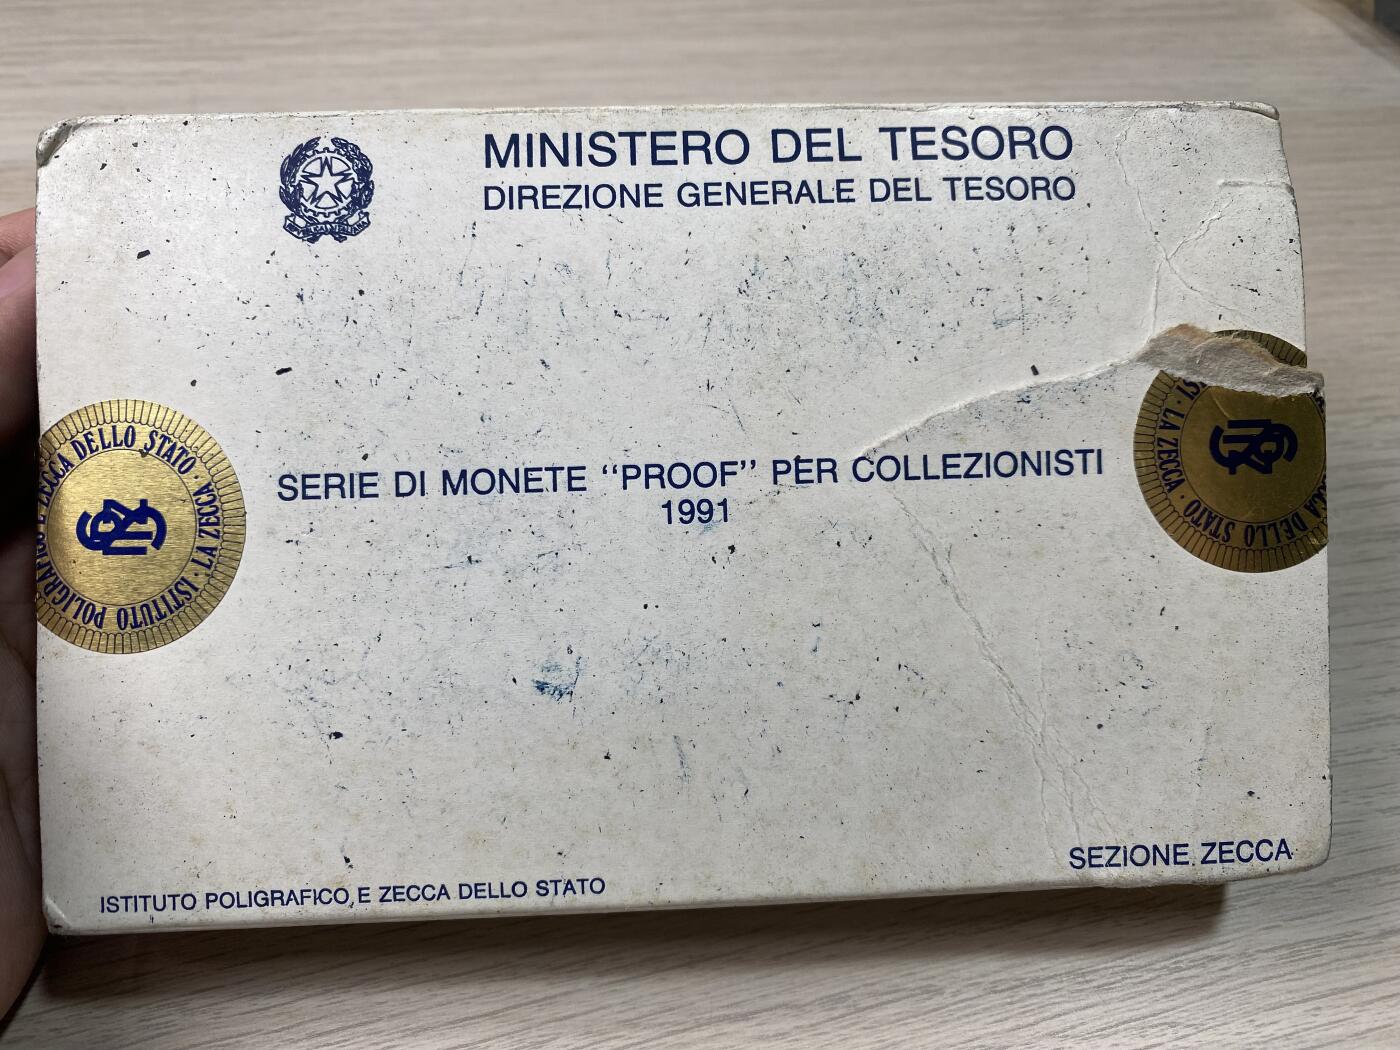 MINISTERO DEL TESORO
DIREZIONE GENERALE DEL TESORO
SERIE DI MONETE ‘‘PROOF’’ PER COLLEZIONISTI
1991
ISTITUTO POLIGRAFICO E ZECCA DELLO STATO · LA ZECCA ·
· LA ZECCA · ZECCA DELLO STATO ·
SEZIONE ZECCA
ISTITUTO POLIGRAFICO E ZECCA DELLO STATO